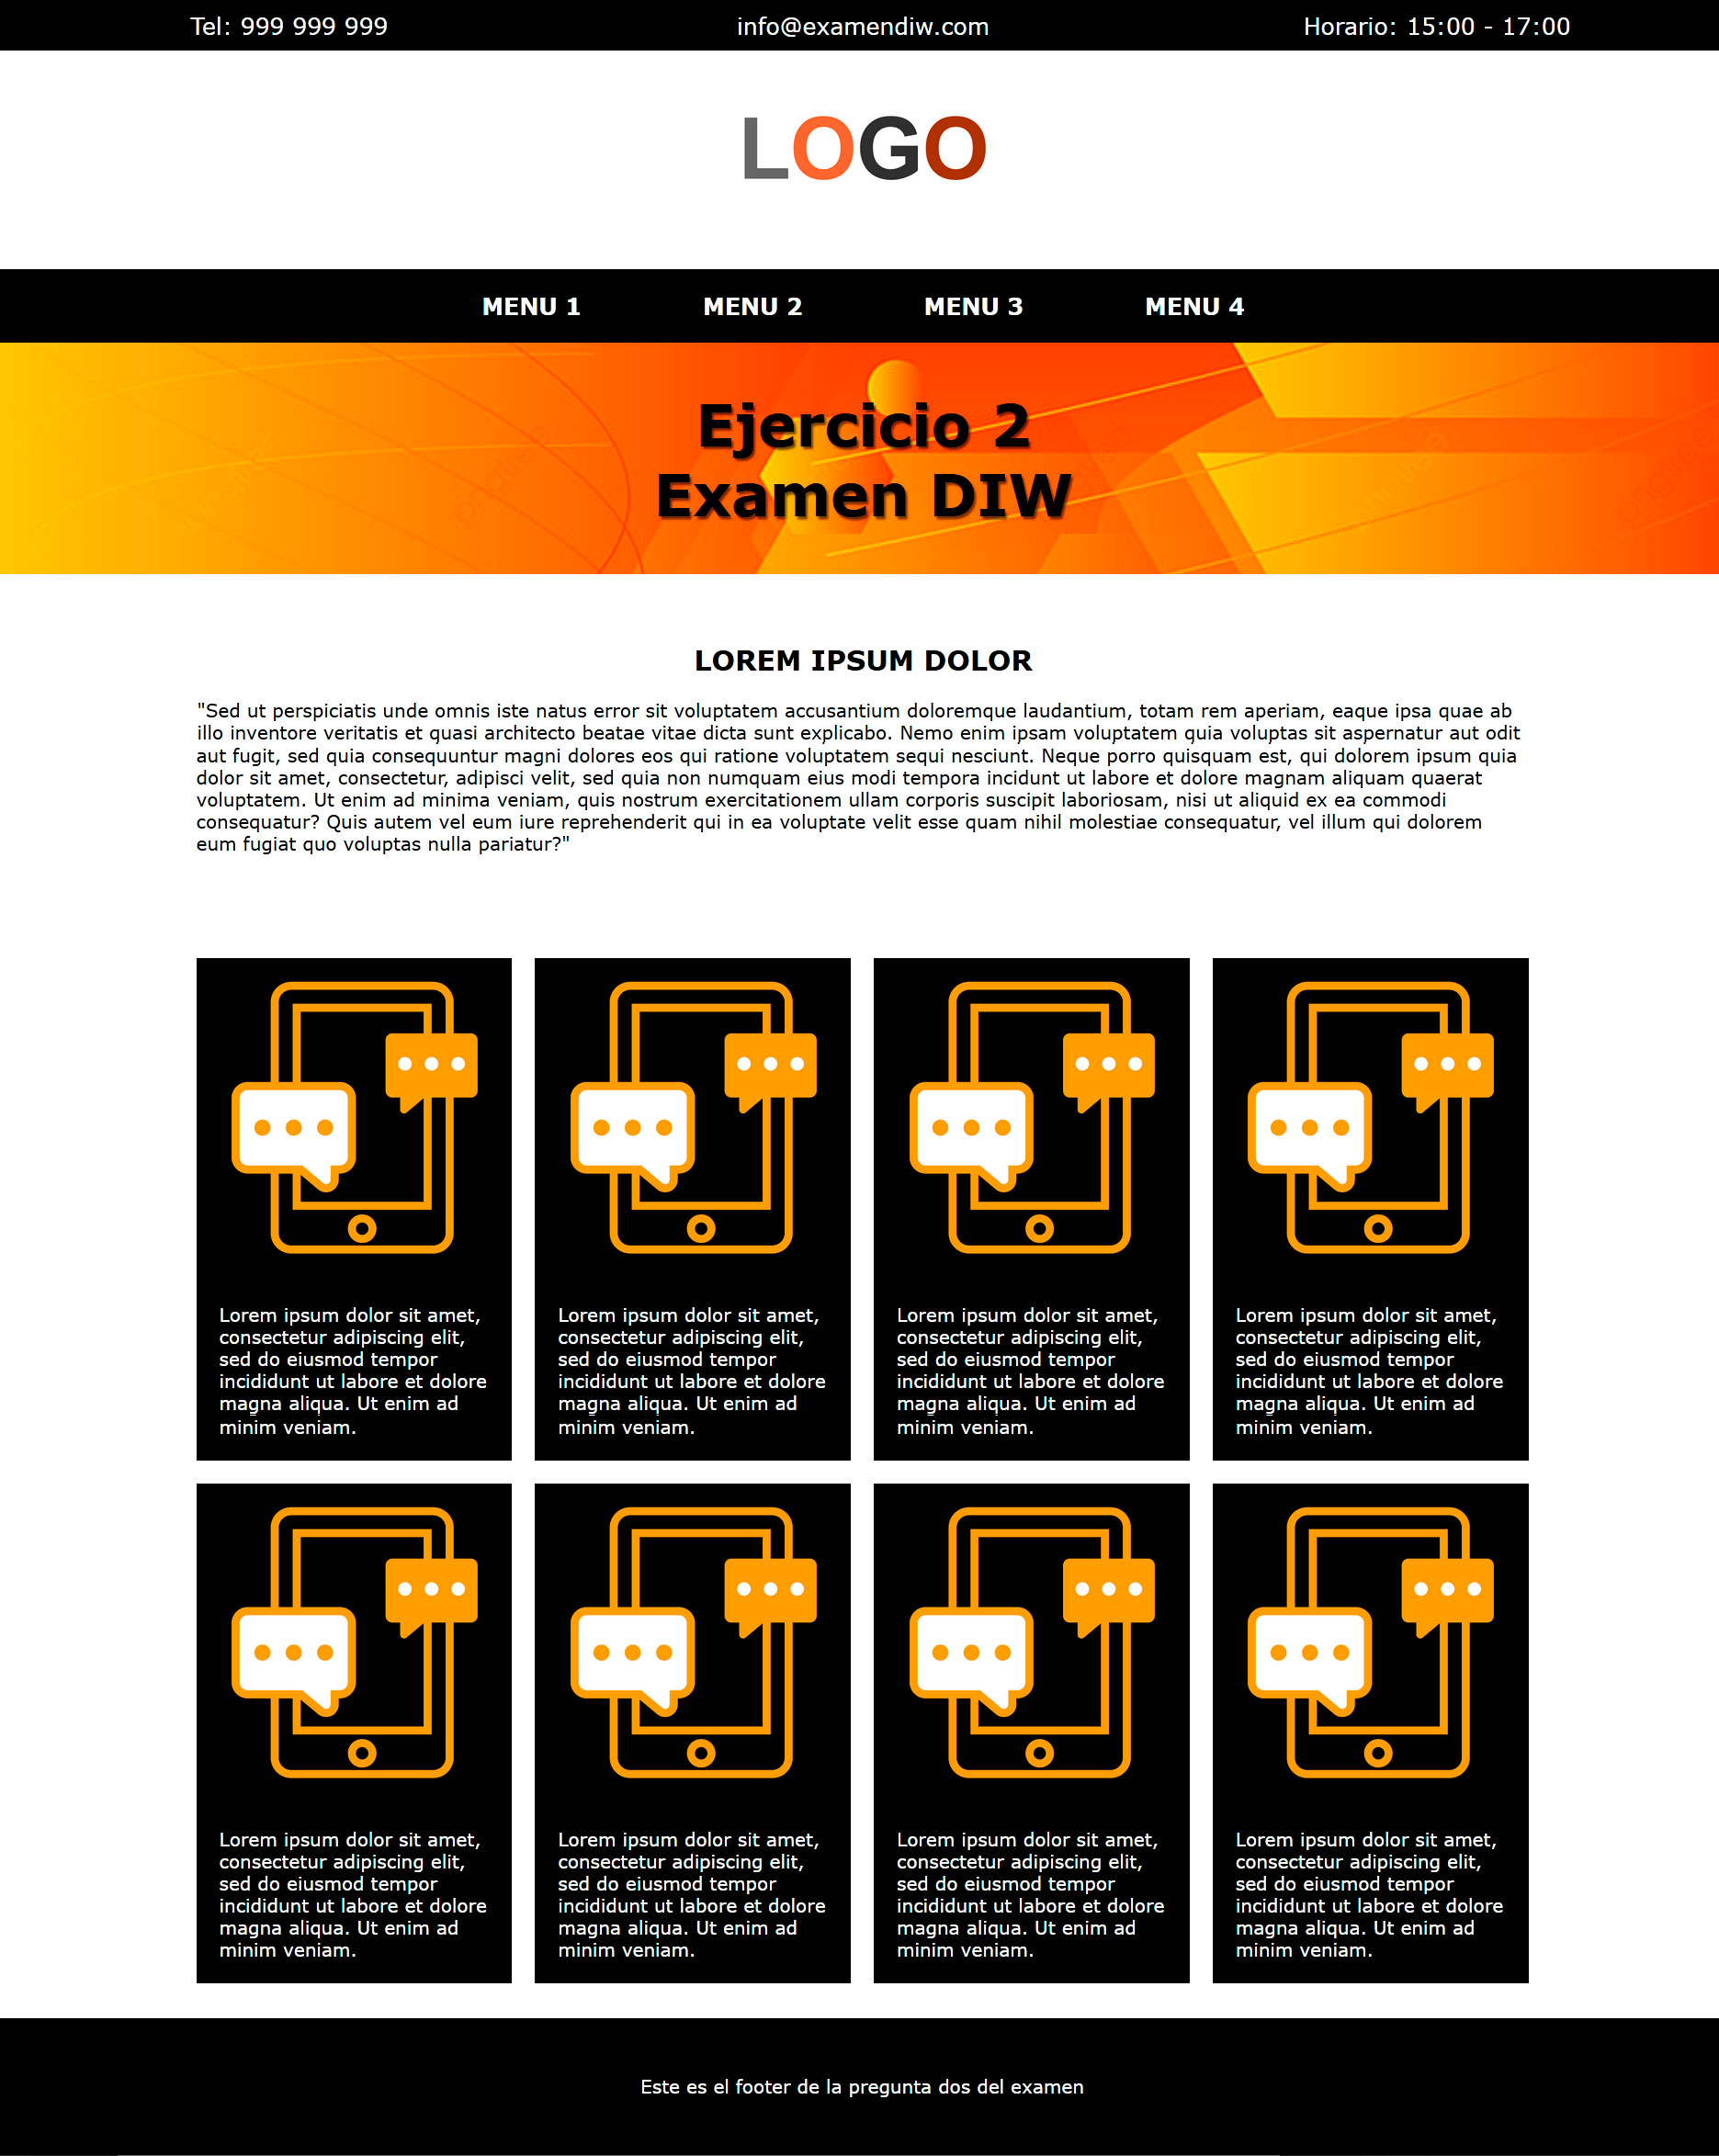 Tel: 999 999 999
info@examendiw.com
Horario: 15:00 - 17:00
LOGO
MENU 1
MENU 2
MENU 3
MENU 4
Ejercicio 2
Examen DIW
pngtree
pngtree
LOREM IPSUM DOLOR
"Sed ut perspiciatis unde omnis iste natus error sit voluptatem accusantium doloremque laudantium, totam rem aperiam, eaque ipsa quae ab
illo inventore veritatis et quasi architecto beatae vitae dicta sunt explicabo. Nemo enim ipsam voluptatem quia voluptas sit aspernatur aut odit
aut fugit, sed quia consequuntur magni dolores eos qui ratione voluptatem sequi nesciunt. Neque porro quisquam est, qui dolorem ipsum quia
dolor sit amet, consectetur, adipisci velit, sed quia non numquam eius modi tempora incidunt ut labore et dolore magnam aliquam quaerat
voluptatem. Ut enim ad minima veniam, quis nostrum exercitationem ullam corporis suscipit laboriosam, nisi ut aliquid ex ea commodi
consequatur? Quis autem vel eum iure reprehenderit qui in ea voluptate velit esse quam nihil molestiae consequatur, vel illum qui dolorem
eum fugiat quo voluptas nulla pariatur?"
Lorem ipsum dolor sit amet,
consectetur adipiscing elit,
sed do eiusmod tempor
incididunt ut labore et dolore
magna aliqua. Ut enim ad
minim veniam.
Lorem ipsum dolor sit amet,
consectetur adipiscing elit,
sed do eiusmod tempor
incididunt ut labore et dolore
magna aliqua. Ut enim ad
minim veniam.
Lorem ipsum dolor sit amet,
consectetur adipiscing elit,
sed do eiusmod tempor
incididunt ut labore et dolore
magna aliqua. Ut enim ad
minim veniam.
Lorem ipsum dolor sit amet,
consectetur adipiscing elit,
sed do eiusmod tempor
incididunt ut labore et dolore
magna aliqua. Ut enim ad
minim veniam.
Lorem ipsum dolor sit amet,
consectetur adipiscing elit,
sed do eiusmod tempor
incididunt ut labore et dolore
magna aliqua. Ut enim ad
minim veniam.
Lorem ipsum dolor sit amet,
consectetur adipiscing elit,
sed do eiusmod tempor
incididunt ut labore et dolore
magna aliqua. Ut enim ad
minim veniam.
Lorem ipsum dolor sit amet,
consectetur adipiscing elit,
sed do eiusmod tempor
incididunt ut labore et dolore
magna aliqua. Ut enim ad
minim veniam.
Lorem ipsum dolor sit amet,
consectetur adipiscing elit,
sed do eiusmod tempor
incididunt ut labore et dolore
magna aliqua. Ut enim ad
minim veniam.
Este es el footer de la pregunta dos del examen